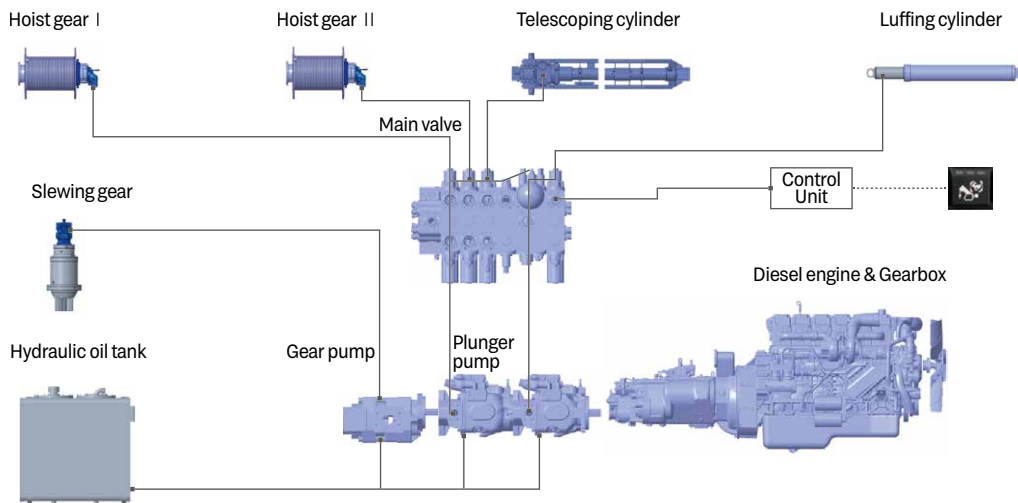 Hoist gear I
Hoist gear II
Telescoping cylinder
Luffing cylinder
Main valve
Slewing gear
Control
Unit
Diesel engine & Gearbox
Hydraulic oil tank
Gear pump
Plunger
pump